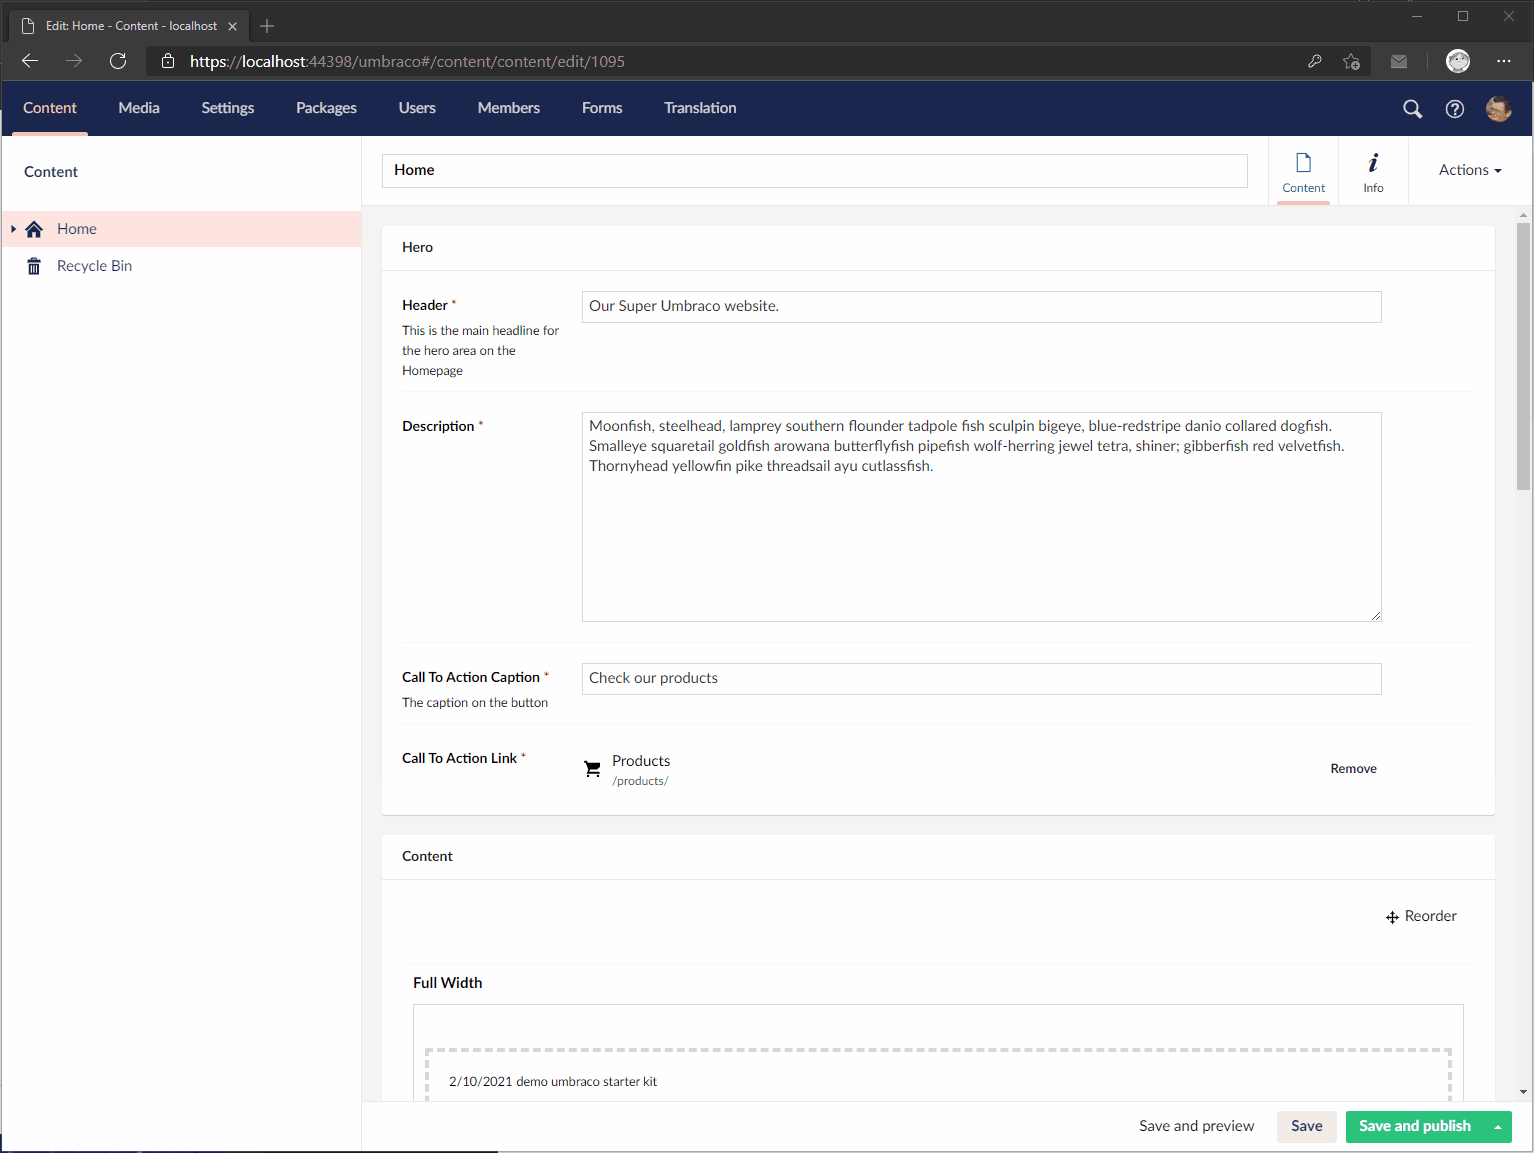 Edit: Home - Content - localhost
https://localhost:44398/umbraco#/content/content/edit/1095
Content Media Settings Packages Users Members Forms Translation
Content
Home
Recycle Bin
Home
Content
Info
Actions
Hero
Header *
This is the main headline for
the hero area on the
Homepage
Our Super Umbraco website.
Description *
Moonfish, steelhead, lamprey southern flounder tadpole fish sculpin bigeye, blue-redstripe danio collared dogfish.
Smalleye squaretail goldfish arowana butterflyfish pipefish wolf-herring jewel tetra, shiner; gibberfish red velvetfish.
Thornyhead yellowfin pike threadsail ayu cutlassfish.
Call To Action Caption *
The caption on the button
Check our products
Call To Action Link *
Products
/products/
Remove
Content
Reorder
Full Width
2/10/2021 demo umbraco starter kit
Save and preview
Save
Save and publish